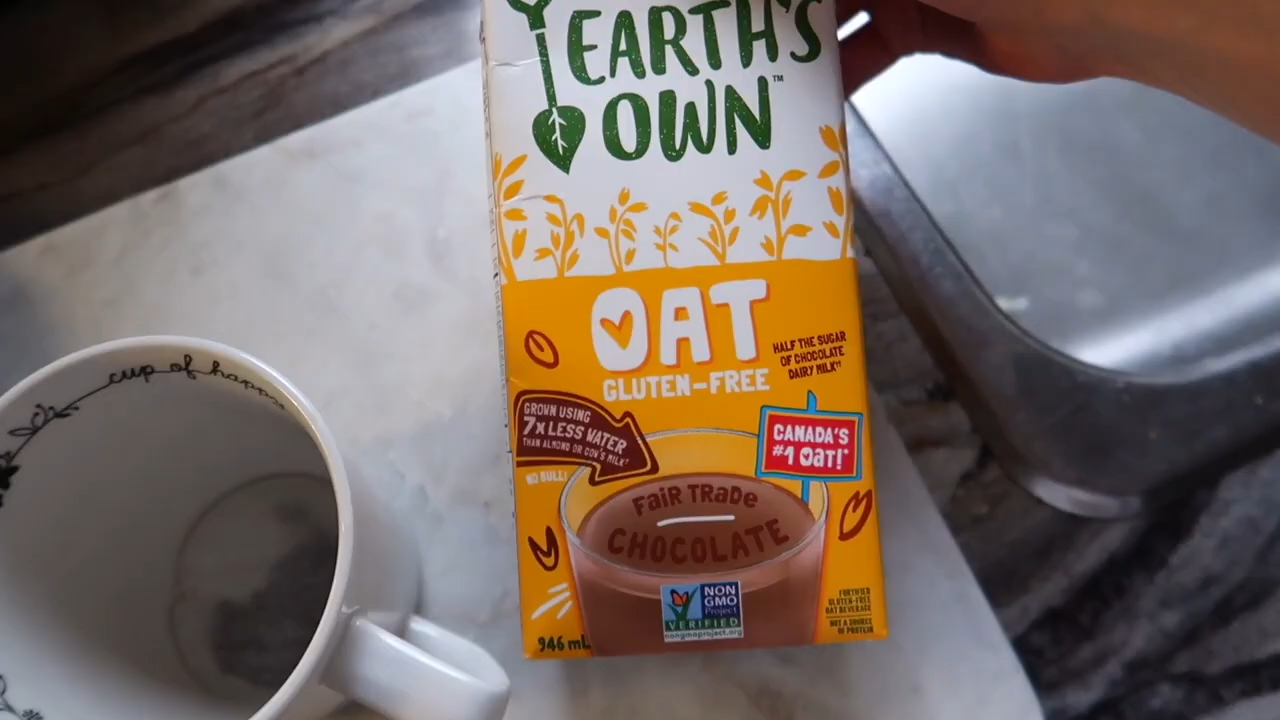 EARTH'S
OWN™
OAT
GLUTEN-FREE
HALF THE SUGAR
OF CHOCOLATE
DAIRY MILK††
GROWN USING
7x LESS WATER
THAN ALMOND OR COW'S MILK†
NO BULL!
CANADA'S
#1 OAT!*
FAIR TRADE
CHOCOLATE
NON
GMO
Project
VERIFIED
nongmoproject.org
946 mL
FORTIFIED
GLUTEN-FREE
OAT BEVERAGE
NOT A SOURCE
OF PROTEIN
cup of happ